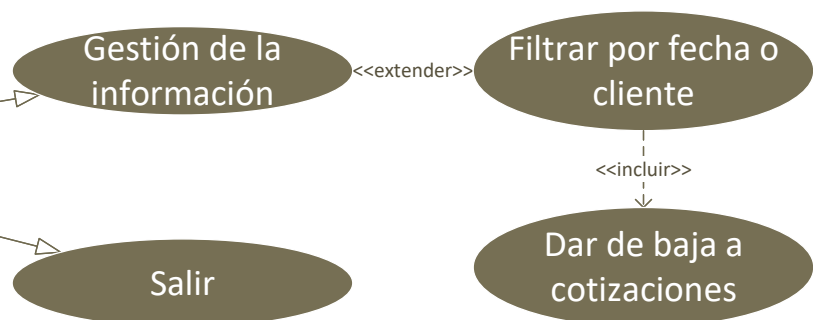 Gestión de la
información
<<extender>>
Filtrar por fecha o
cliente
<<incluir>>
Salir
Dar de baja a
cotizaciones